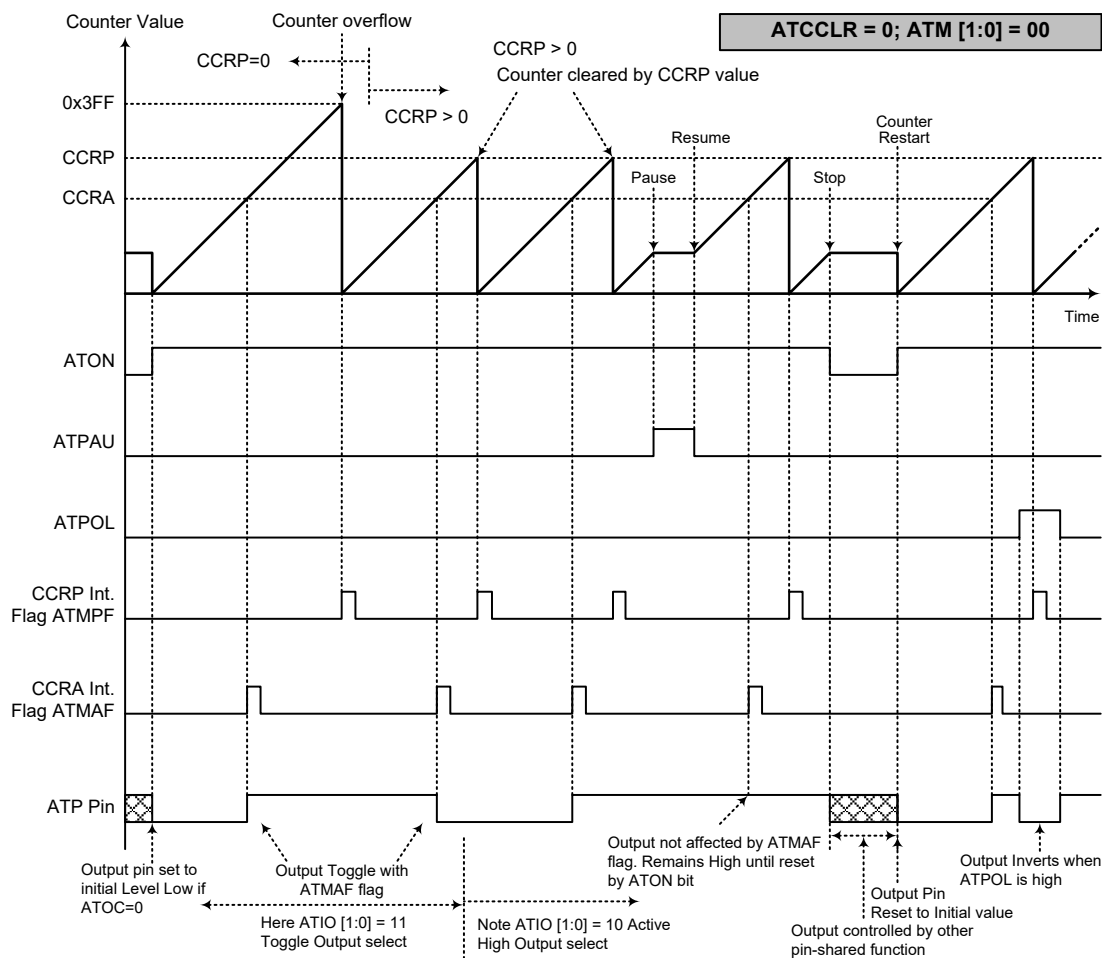 Counter Value
Counter overflow
ATCCLR = 0; ATM [1:0] = 00
CCRP=0
CCRP > 0
CCRP > 0
Counter cleared by CCRP value
0x3FF
CCRP
CCRA
Pause
Resume
Stop
Counter
Restart
Time
ATON
ATPAU
ATPOL
CCRP Int.
Flag ATMPF
CCRA Int.
Flag ATMAF
ATP Pin
Output pin set to
initial Level Low if
ATOC=0
Output Toggle with
ATMAF flag
Here ATIO [1:0] = 11
Toggle Output select
Note ATIO [1:0] = 10 Active
High Output select
Output not affected by ATMAF
flag. Remains High until reset
by ATON bit
Output Pin
Reset to Initial value
Output controlled by other
pin-shared function
Output Inverts when
ATPOL is high